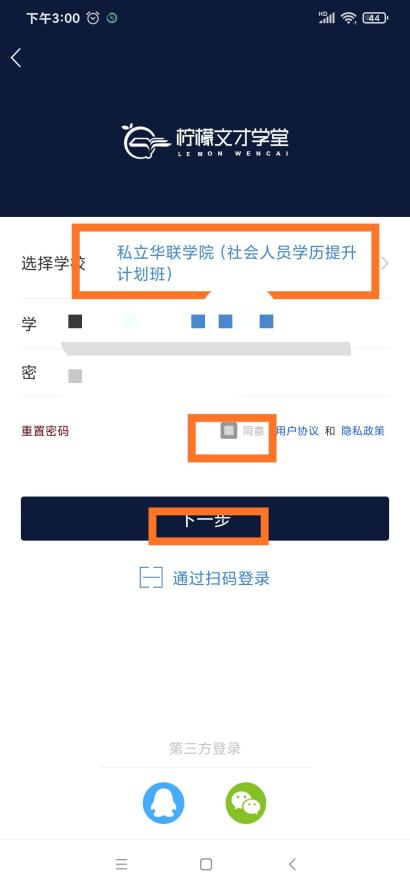 下午3:00
HD
44
柠檬文才学堂
LEMON WENCAI
选择学校
私立华联学院（社会人员学历提升
计划班）
学
密
重置密码 同意 用户协议 和 隐私政策
下一步
通过扫码登录
第三方登录